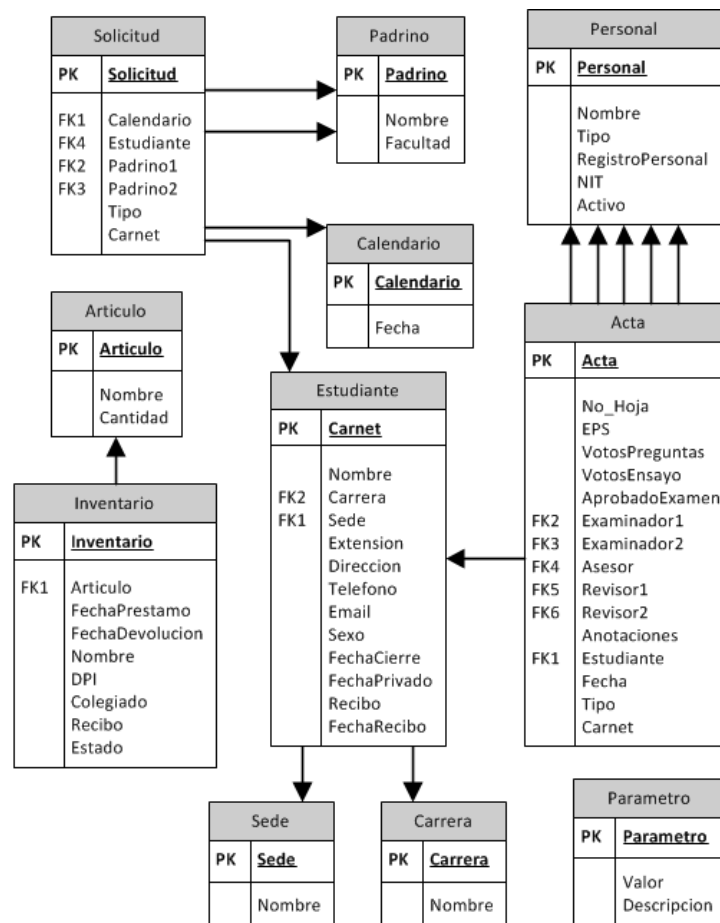 Solicitud
PK Solicitud
FK1 Calendario
FK4 Estudiante
FK2 Padrino1
FK3 Padrino2
Tipo
Carnet
Padrino
PK Padrino
Nombre
Facultad
Personal
PK Personal
Nombre
Tipo
RegistroPersonal
NIT
Activo
Calendario
PK Calendario
Fecha
Articulo
PK Articulo
Nombre
Cantidad
Acta
PK Acta
No_Hoja
EPS
VotosPreguntas
VotosEnsayo
AprobadoExamen
FK2 Examinador1
FK3 Examinador2
FK4 Asesor
FK5 Revisor1
FK6 Revisor2
Anotaciones
FK1 Estudiante
Fecha
Tipo
Carnet
Estudiante
PK Carnet
Nombre
FK2 Carrera
FK1 Sede
Extension
Direccion
Telefono
Email
Sexo
FechaCierre
FechaPrivado
Recibo
FechaRecibo
Inventario
PK Inventario
FK1 Articulo
FechaPrestamo
FechaDevolucion
Nombre
DPI
Colegiado
Recibo
Estado
Sede
PK Sede
Nombre
Carrera
PK Carrera
Nombre
Parametro
PK Parametro
Valor
Descripcion